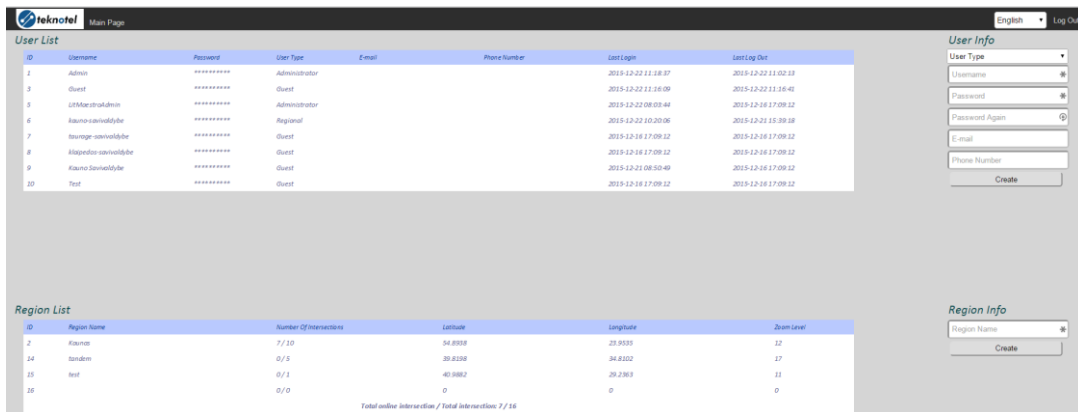 teknotel Main Page English Log Out
User List
ID Username Password User Type E-mail Phone Number Last Login Last Log Out
1 Admin ********** Administrator 2015-12-22 11:18:37 2015-12-22 11:02:13
3 Guest ********** Guest 2015-12-22 11:16:09 2015-12-22 11:16:41
5 UtMaestroAdmin ********** Administrator 2015-12-22 08:03:44 2015-12-16 17:09:12
6 kauno-savivaldybe ********** Regional 2015-12-22 10:20:06 2015-12-21 15:39:18
7 taurage-savivaldybe ********** Guest 2015-12-16 17:09:12 2015-12-16 17:09:12
8 klaipedos-savivaldybe ********** Guest 2015-12-16 17:09:12 2015-12-16 17:09:12
9 Kauno Savivaldybe ********** Guest 2015-12-21 08:50:49 2015-12-16 17:09:12
10 Test ********** Guest 2015-12-16 17:09:12 2015-12-16 17:09:12
User Info
User Type
Username
Password
Password Again
E-mail
Phone Number
Create
Region List
ID Region Name Number Of Intersections Latitude Longitude Zoom Level
2 Kaunas 7 / 10 54.8938 23.9535 12
14 tandem 0 / 5 39.8198 34.8102 17
15 test 0 / 1 40.9882 29.2363 11
16 0 / 0 0 0 0
Total online intersection / Total intersection: 7 / 16
Region Info
Region Name
Create